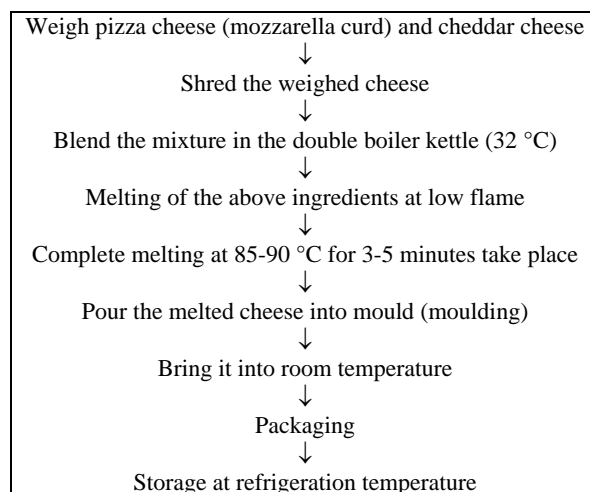 Weigh pizza cheese (mozzarella curd) and cheddar cheese
↓
Shred the weighed cheese
↓
Blend the mixture in the double boiler kettle (32 °C)
↓
Melting of the above ingredients at low flame
↓
Complete melting at 85-90 °C for 3-5 minutes take place
↓
Pour the melted cheese into mould (moulding)
↓
Bring it into room temperature
↓
Packaging
↓
Storage at refrigeration temperature